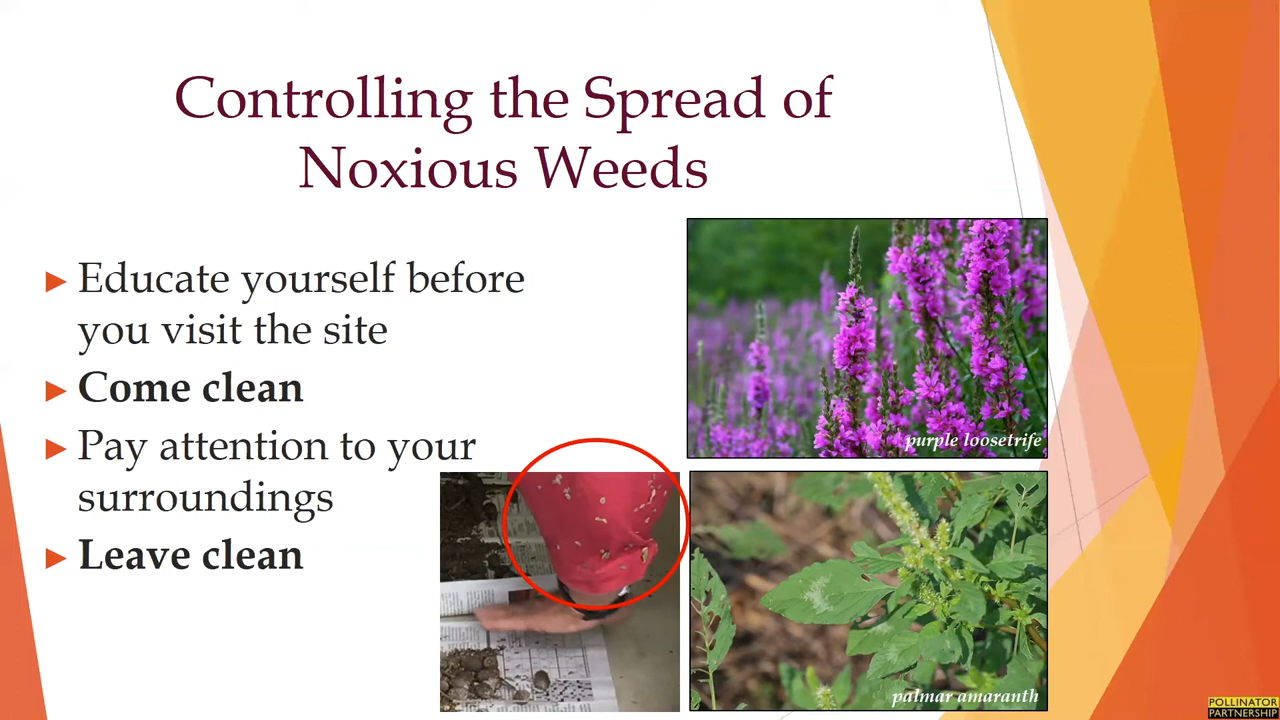 Controlling the Spread of
Noxious Weeds
Educate yourself before
you visit the site
Come clean
Pay attention to your
surroundings
Leave clean
purple loosetrife
palmar amaranth
POLLINATOR
PARTNERSHIP